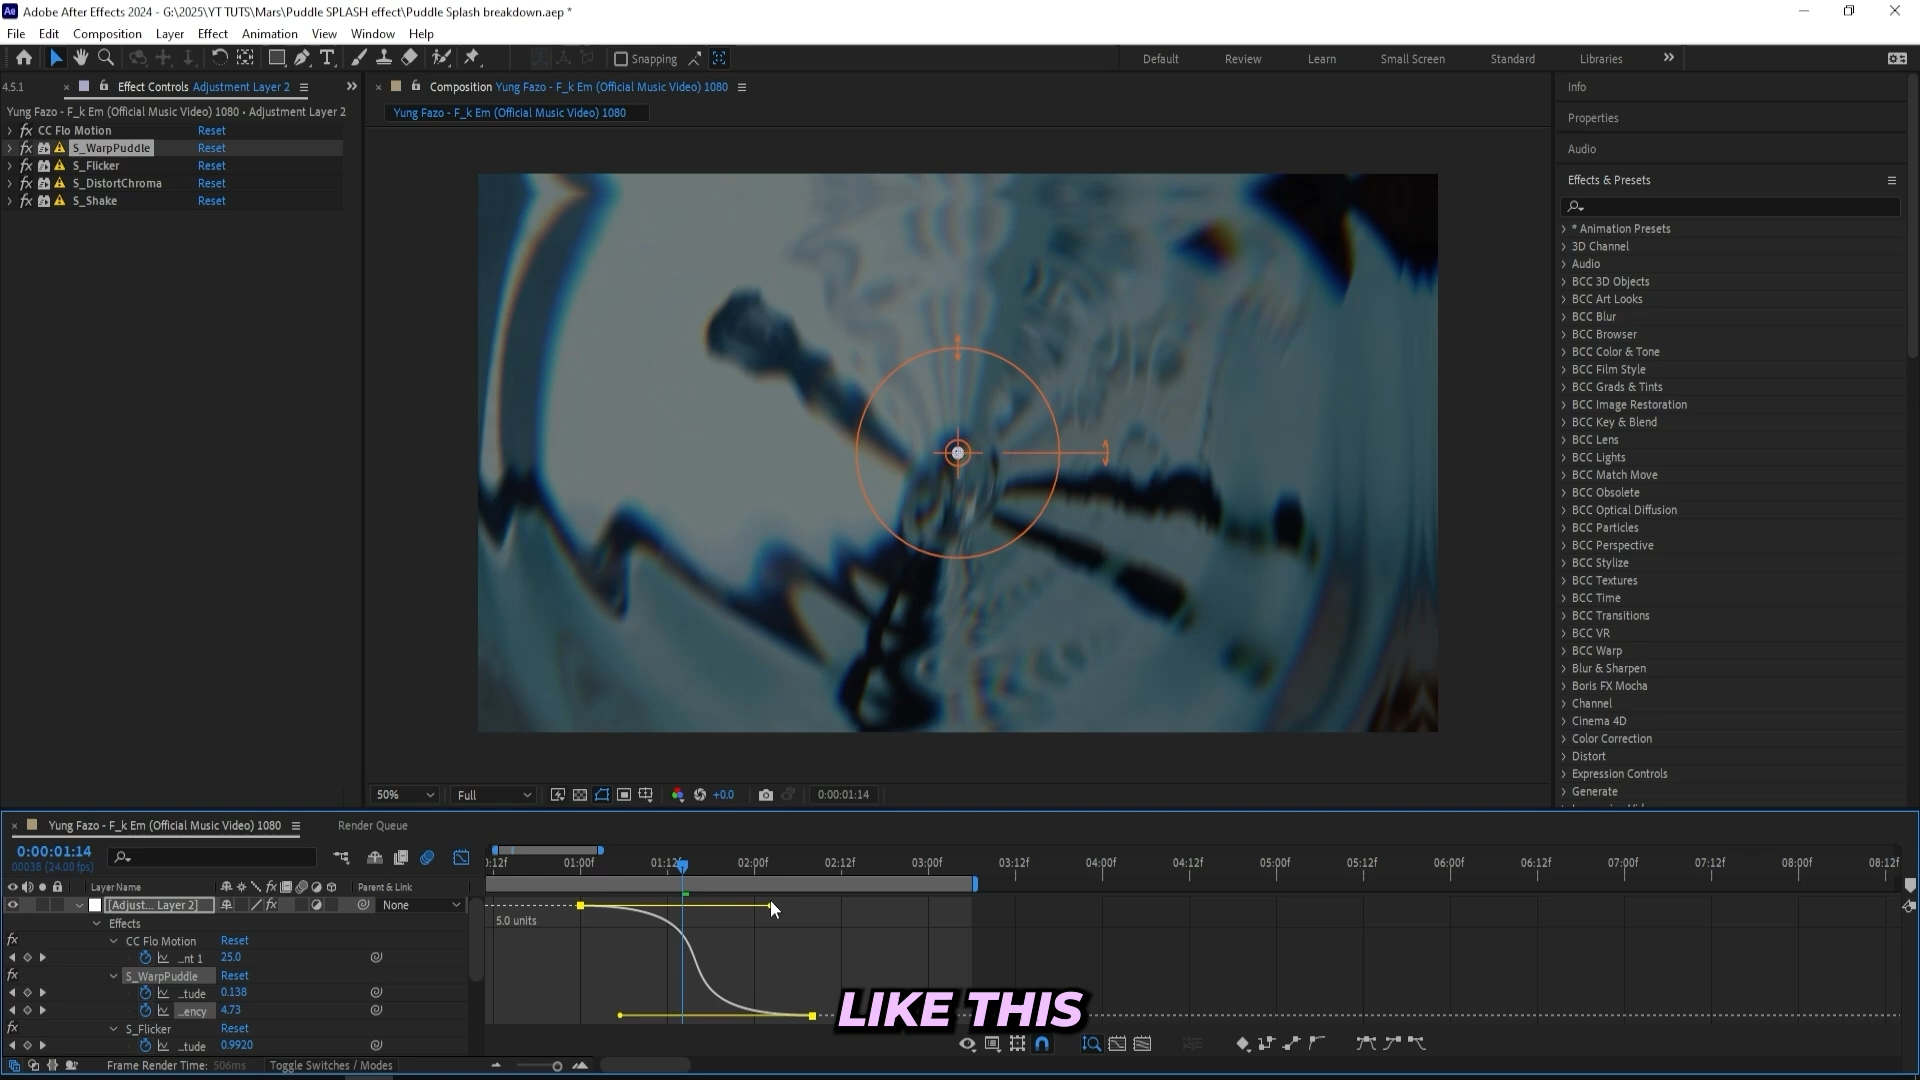 Adobe After Effects 2024 - G:\2025\YT TUTS\Mars\Puddle SPLASH effect\Puddle Splash breakdown.aep *
File Edit Composition Layer Effect Animation View Window Help
Snapping
Default Review Learn Small Screen Standard Libraries
4.5.1 Effect Controls Adjustment Layer 2
Yung Fazo - F_k Em (Official Music Video) 1080 • Adjustment Layer 2
fx CC Flo Motion Reset
fx S_WarpPuddle Reset
fx S_Flicker Reset
fx S_DistortChroma Reset
fx S_Shake Reset
Composition Yung Fazo - F_k Em (Official Music Video) 1080
Yung Fazo - F_k Em (Official Music Video) 1080
50% Full +0.0 0:00:01:14
Info
Properties
Audio
Effects & Presets
* Animation Presets
3D Channel
Audio
BCC 3D Objects
BCC Art Looks
BCC Blur
BCC Browser
BCC Color & Tone
BCC Film Style
BCC Grads & Tints
BCC Image Restoration
BCC Key & Blend
BCC Lens
BCC Lights
BCC Match Move
BCC Obsolete
BCC Optical Diffusion
BCC Particles
BCC Perspective
BCC Stylize
BCC Textures
BCC Time
BCC Transitions
BCC VR
BCC Warp
Blur & Sharpen
Boris FX Mocha
Channel
Cinema 4D
Color Correction
Distort
Expression Controls
Generate
Yung Fazo - F_k Em (Official Music Video) 1080 Render Queue
0:00:01:14
00038 (24.00 fps)
Layer Name Parent & Link
[Adjust... Layer 2] None
Effects
CC Flo Motion Reset
..nt 1 25.0
S_WarpPuddle Reset
...tude 0.138
...ency 4.73
S_Flicker Reset
...tude 0.9920
Frame Render Time: 506ms Toggle Switches / Modes
):12f 01:00f 01:12f 02:00f 02:12f 03:00f 03:12f 04:00f 04:12f 05:00f 05:12f 06:00f 06:12f 07:00f 07:12f 08:00f 08:12f
5.0 units
LIKE THIS